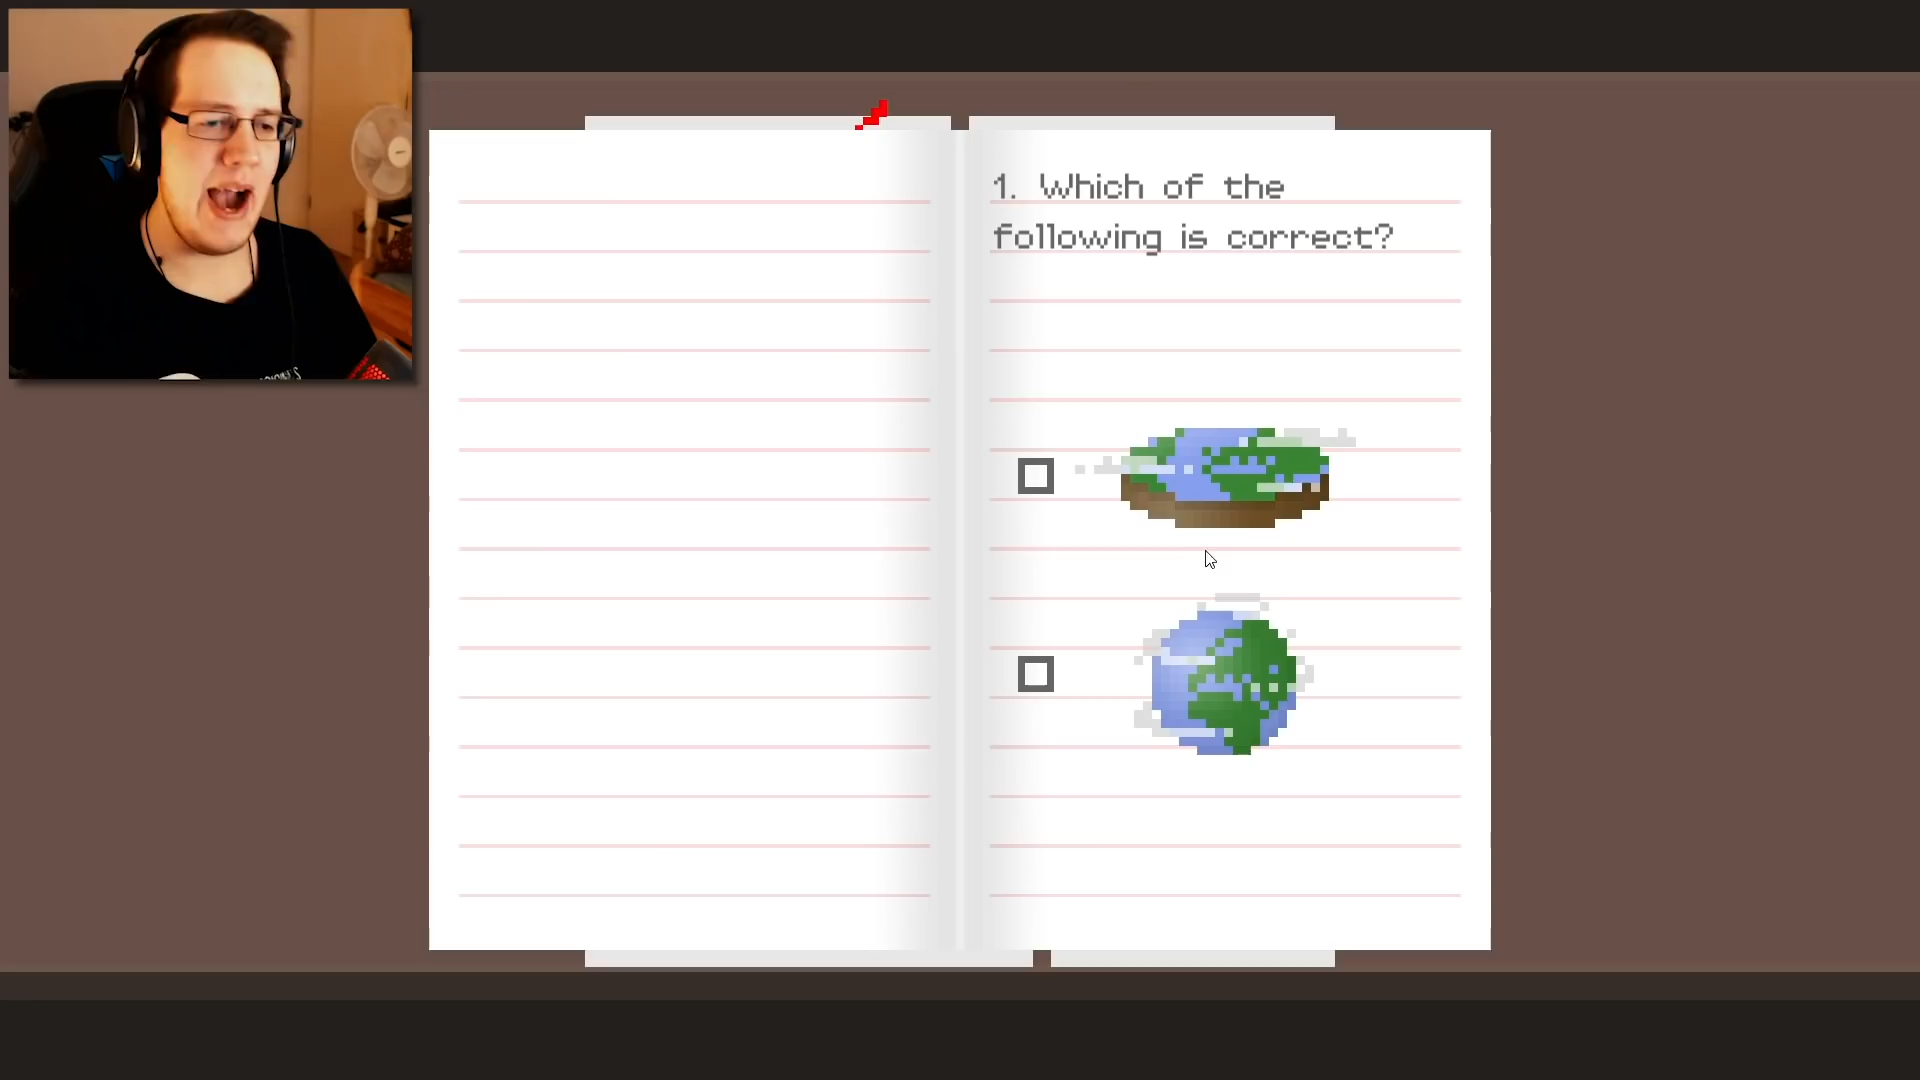 1. Which of the
following is correct?